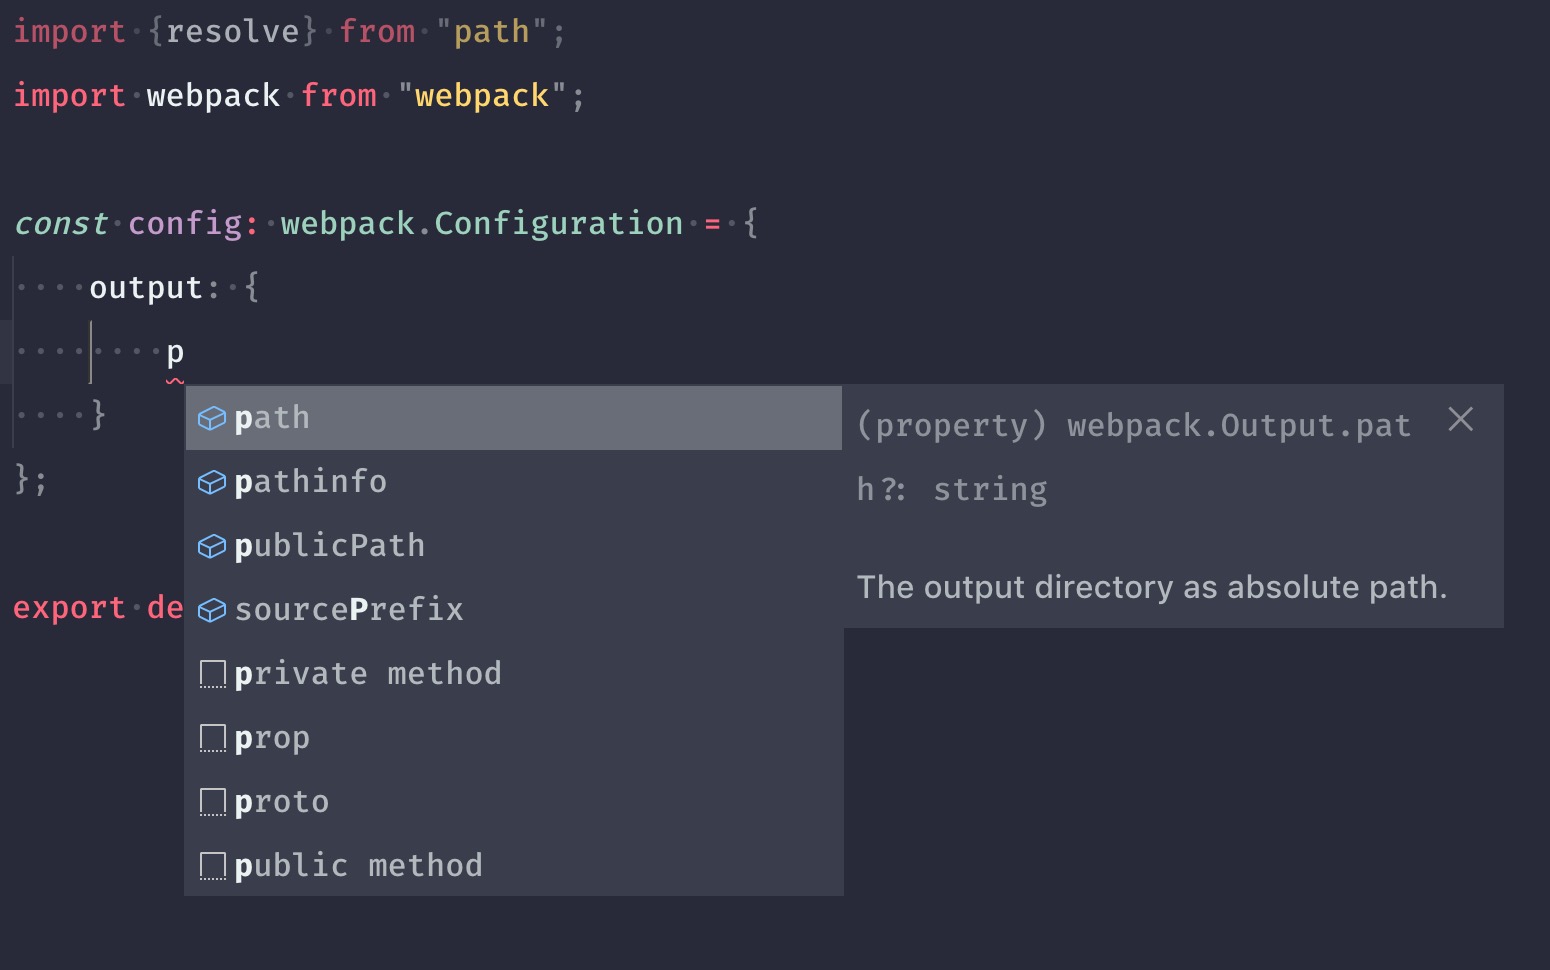 import {resolve} from "path";
import webpack from "webpack";
const config: webpack.Configuration = {
output: {
p
}
};
export de
path
pathinfo
publicPath
sourcePrefix
private method
prop
proto
public method
(property) webpack.Output.pat
h?: string
The output directory as absolute path.